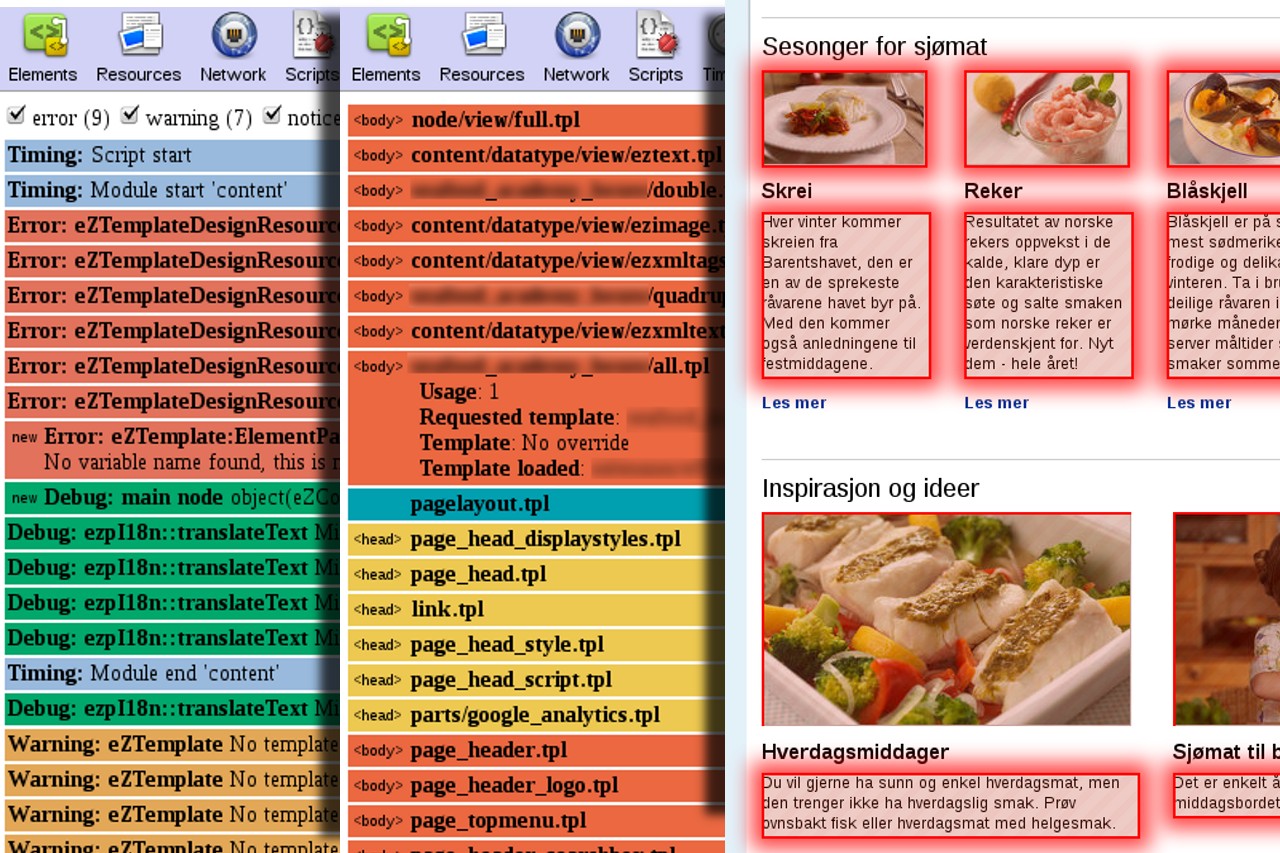 Elements Resources Network Scripts
error (9) warning (7) notice
Timing: Script start
Timing: Module start 'content'
Error: eZTemplateDesignResourc
Error: eZTemplateDesignResourc
Error: eZTemplateDesignResourc
Error: eZTemplateDesignResourc
Error: eZTemplateDesignResourc
Error: eZTemplateDesignResourc
new Error: eZTemplate:ElementPa
No variable name found, this is n
new Debug: main node object(eZCo
Debug: ezpI18n::translateText Mi
Debug: ezpI18n::translateText Mi
Debug: ezpI18n::translateText Mi
Debug: ezpI18n::translateText Mi
Timing: Module end 'content'
Debug: ezpI18n::translateText Mi
Warning: eZTemplate No template
Warning: eZTemplate No template
Warning: eZTemplate No template
Warning: eZTemplate No template
Elements Resources Network Scripts Tim
<body> node/view/full.tpl
<body> content/datatype/view/eztext.tpl
<body> /double.
<body> content/datatype/view/ezimage.t
<body> content/datatype/view/ezxmltags
<body> /quadrup
<body> content/datatype/view/ezxmltext
<body> /all.tpl
Usage: 1
Requested template:
Template: No override
Template loaded:
pagelayout.tpl
<head> page_head_displaystyles.tpl
<head> page_head.tpl
<head> link.tpl
<head> page_head_style.tpl
<head> page_head_script.tpl
<head> parts/google_analytics.tpl
<body> page_header.tpl
<body> page_header_logo.tpl
<body> page_topmenu.tpl
Sesonger for sjømat
Skrei
Hver vinter kommer
skreien fra
Barentshavet, den er
en av de sprekeste
råvarene havet byr på.
Med den kommer
også anledningene til
festmiddagene.
Les mer
Reker
Resultatet av norske
rekers oppvekst i de
kalde, klare dyp er
den karakteristiske
søte og salte smaken
som norske reker er
verdenskjent for. Nyt
dem - hele året!
Les mer
Blåskjell
Blåskjell er på s
mest sødmerike
frodige og delika
vinteren. Ta i bru
deilige råvaren i
mørke måneder
server måltider s
smaker somme
Les mer
Inspirasjon og ideer
Hverdagsmiddager
Du vil gjerne ha sunn og enkel hverdagsmat, men
den trenger ikke ha hverdagslig smak. Prøv
ovnsbakt fisk eller hverdagsmat med helgesmak.
Sjømat til b
Det er enkelt å
middagsbordet